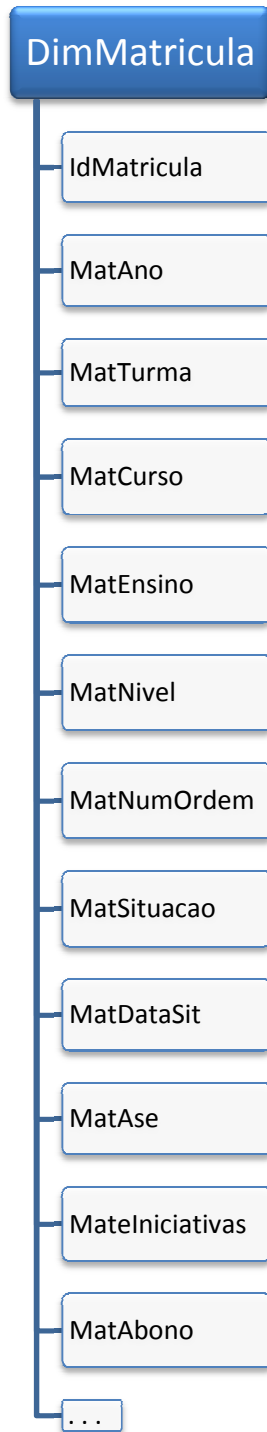 DimMatricula
IdMatricula
MatAno
MatTurma
MatCurso
MatEnsino
MatNivel
MatNumOrdem
MatSituacao
MatDataSit
MatAse
MateIniciativas
MatAbono
. . .